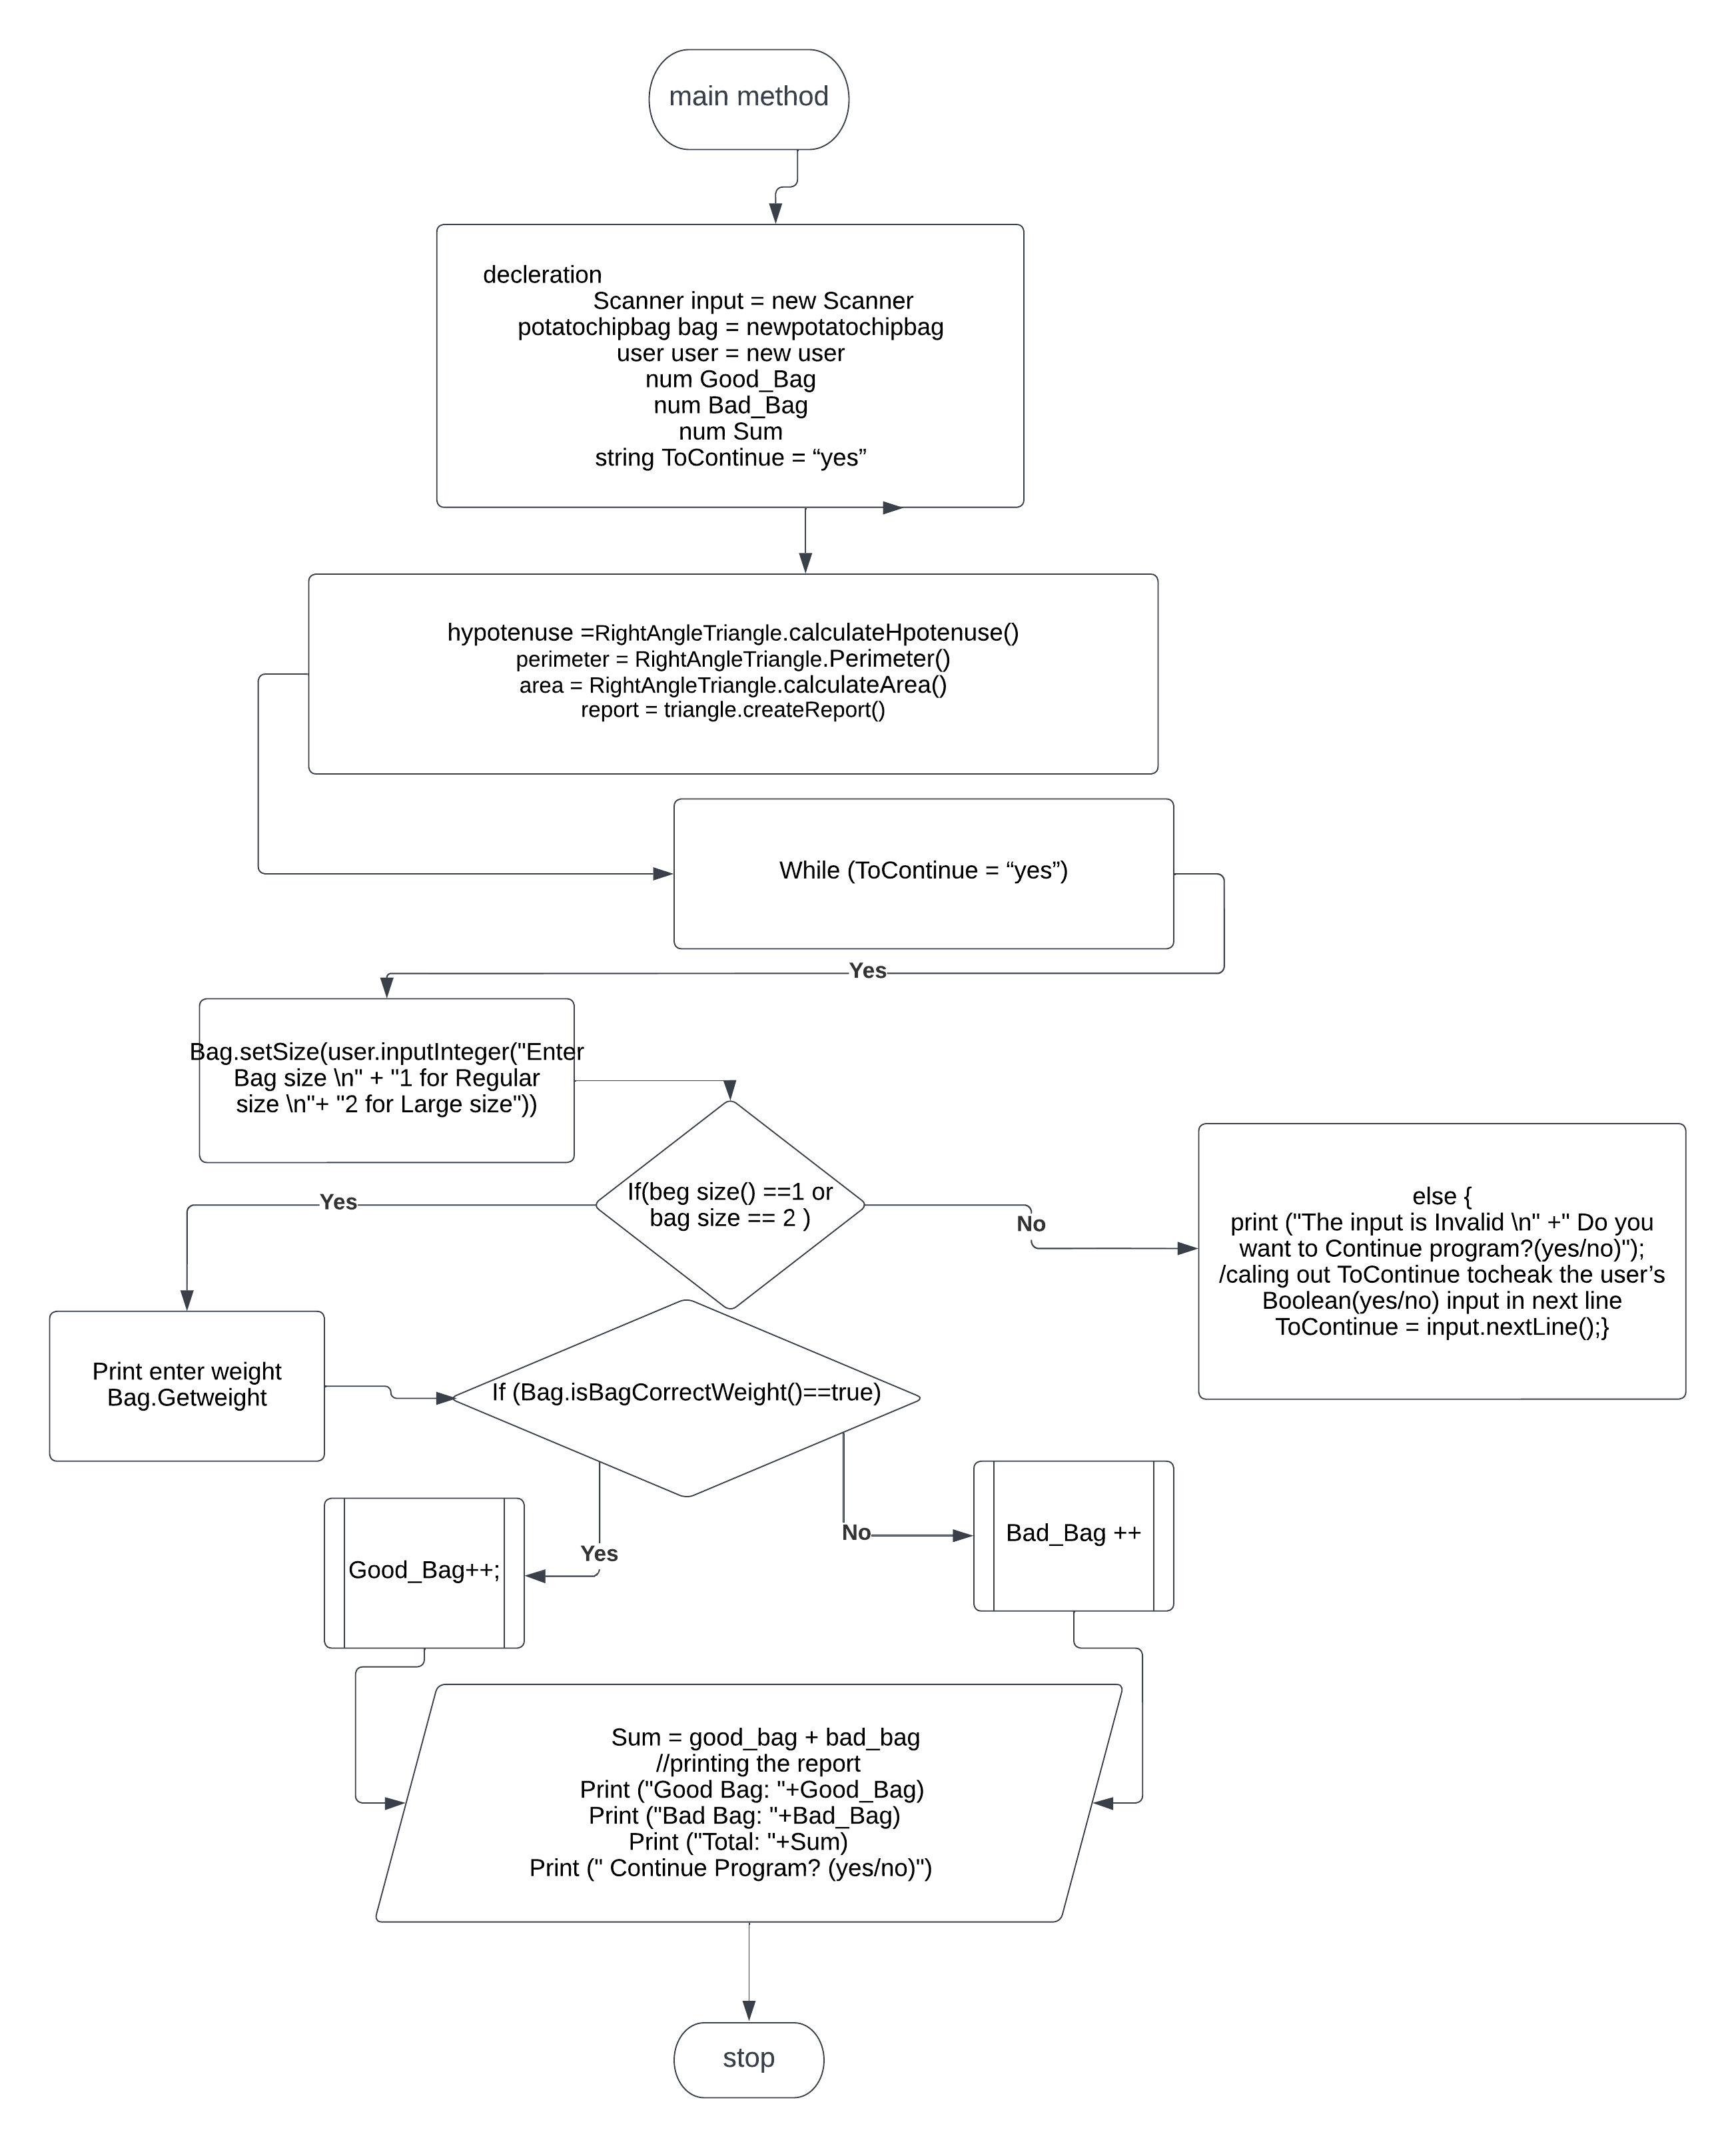 main method
decleration
Scanner input = new Scanner
potatochipbag bag = newpotatochipbag
user user = new user
num Good_Bag
num Bad_Bag
num Sum
string ToContinue = “yes”
hypotenuse =RightAngleTriangle.calculateHpotenuse()
perimeter = RightAngleTriangle.Perimeter()
area = RightAngleTriangle.calculateArea()
report = triangle.createReport()
While (ToContinue = “yes”)
Yes
Bag.setSize(user.inputInteger("Enter
Bag size \n" + "1 for Regular
size \n"+ "2 for Large size"))
If(beg size() ==1 or
bag size == 2 )
Yes
No
else {
print ("The input is Invalid \n" +" Do you
want to Continue program?(yes/no)");
/caling out ToContinue tocheak the user’s
Boolean(yes/no) input in next line
ToContinue = input.nextLine();}
Print enter weight
Bag.Getweight
If (Bag.isBagCorrectWeight()==true)
Yes
No
Good_Bag++;
Bad_Bag ++
Sum = good_bag + bad_bag
//printing the report
Print ("Good Bag: "+Good_Bag)
Print ("Bad Bag: "+Bad_Bag)
Print ("Total: "+Sum)
Print (" Continue Program? (yes/no)")
stop